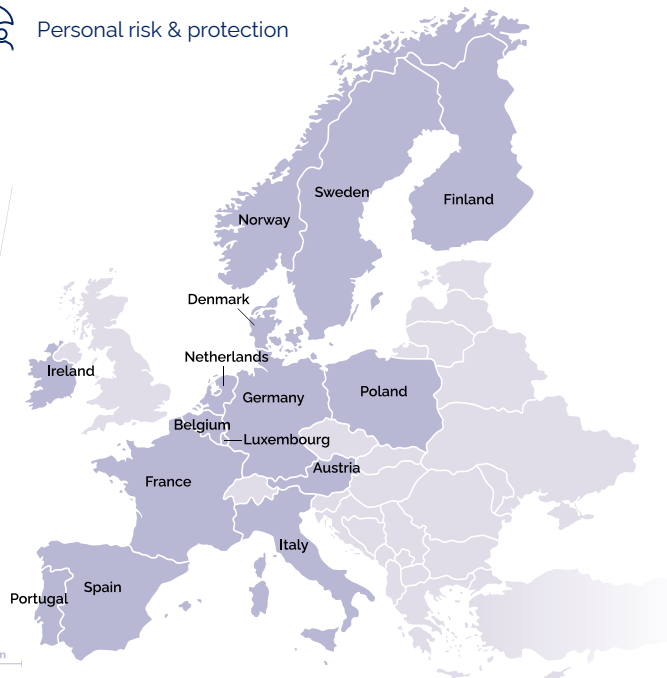 Personal risk & protection
Sweden
Finland
Norway
Denmark
Netherlands
Ireland
Germany
Poland
Belgium
Luxembourg
Austria
France
Italy
Spain
Portugal